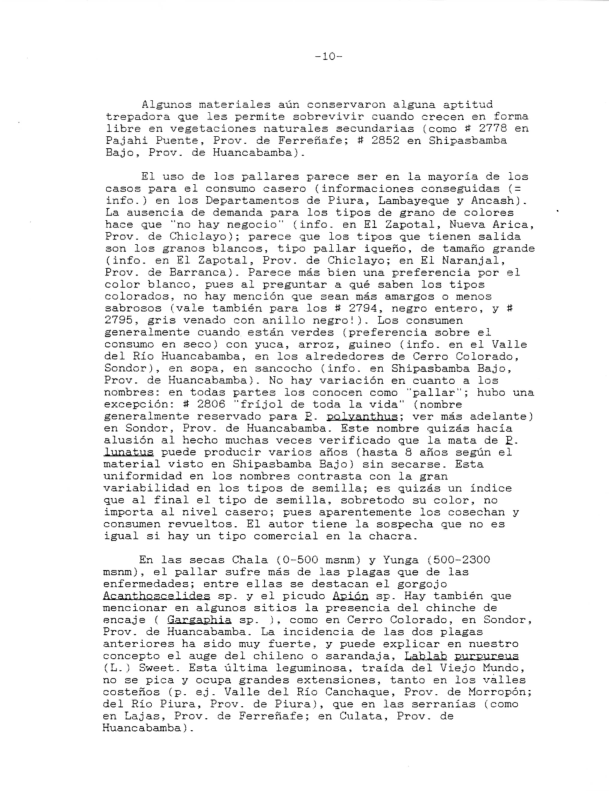 -10-
Algunos materiales aún conservaron alguna aptitud
trepadora que les permite sobrevivir cuando crecen en forma
libre en vegetaciones naturales secundarias (como # 2778 en
Pajahi Puente, Prov. de Ferreñafe; # 2852 en Shipasbamba
Bajo, Prov. de Huancabamba).
El uso de los pallares parece ser en la mayoría de los
casos para el consumo casero (informaciones conseguidas (=
info.) en los Departamentos de Piura, Lambayeque y Ancash).
La ausencia de demanda para los tipos de grano de colores
hace que "no hay negocio" (info. en El Zapotal, Nueva Arica,
Prov. de Chiclayo); parece que los tipos que tienen salida
son los granos blancos, tipo pallar iqueño, de tamaño grande
(info. en El Zapotal, Prov. de Chiclayo; en El Naranjal,
Prov. de Barranca). Parece más bien una preferencia por el
color blanco, pues al preguntar a qué saben los tipos
colorados, no hay mención que sean más amargos o menos
sabrosos (vale también para los # 2794, negro entero, y #
2795, gris venado con anillo negro!). Los consumen
generalmente cuando están verdes (preferencia sobre el
consumo en seco) con yuca, arroz, guineo (info. en el Valle
del Río Huancabamba, en los alrededores de Cerro Colorado,
Sondor), en sopa, en sancocho (info. en Shipasbamba Bajo,
Prov. de Huancabamba). No hay variación en cuanto a los
nombres: en todas partes los conocen como "pallar"; hubo una
excepción: # 2806 "frijol de toda la vida" (nombre
generalmente reservado para P. polyanthus; ver más adelante)
en Sondor, Prov. de Huancabamba. Este nombre quizás hacía
alusión al hecho muchas veces verificado que la mata de P.
lunatus puede producir varios años (hasta 8 años según el
material visto en Shipasbamba Bajo) sin secarse. Esta
uniformidad en los nombres contrasta con la gran
variabilidad en los tipos de semilla; es quizás un índice
que al final el tipo de semilla, sobretodo su color, no
importa al nivel casero; pues aparentemente los cosechan y
consumen revueltos. El autor tiene la sospecha que no es
igual si hay un tipo comercial en la chacra.
En las secas Chala (0-500 msnm) y Yunga (500-2300
msnm), el pallar sufre más de las plagas que de las
enfermedades; entre ellas se destacan el gorgojo
Acanthoscelides sp. y el picudo Apión sp. Hay también que
mencionar en algunos sitios la presencia del chinche de
encaje ( Gargaphia sp. ), como en Cerro Colorado, en Sondor,
Prov. de Huancabamba. La incidencia de las dos plagas
anteriores ha sido muy fuerte, y puede explicar en nuestro
concepto el auge del chileno o sarandaja, Lablab purpureus
(L.) Sweet. Esta última leguminosa, traída del Viejo Mundo,
no se pica y ocupa grandes extensiones, tanto en los valles
costeños (p. ej. Valle del Río Canchaque, Prov. de Morropón;
del Río Piura, Prov. de Piura), que en las serranías (como
en Lajas, Prov. de Ferreñafe; en Culata, Prov. de
Huancabamba).